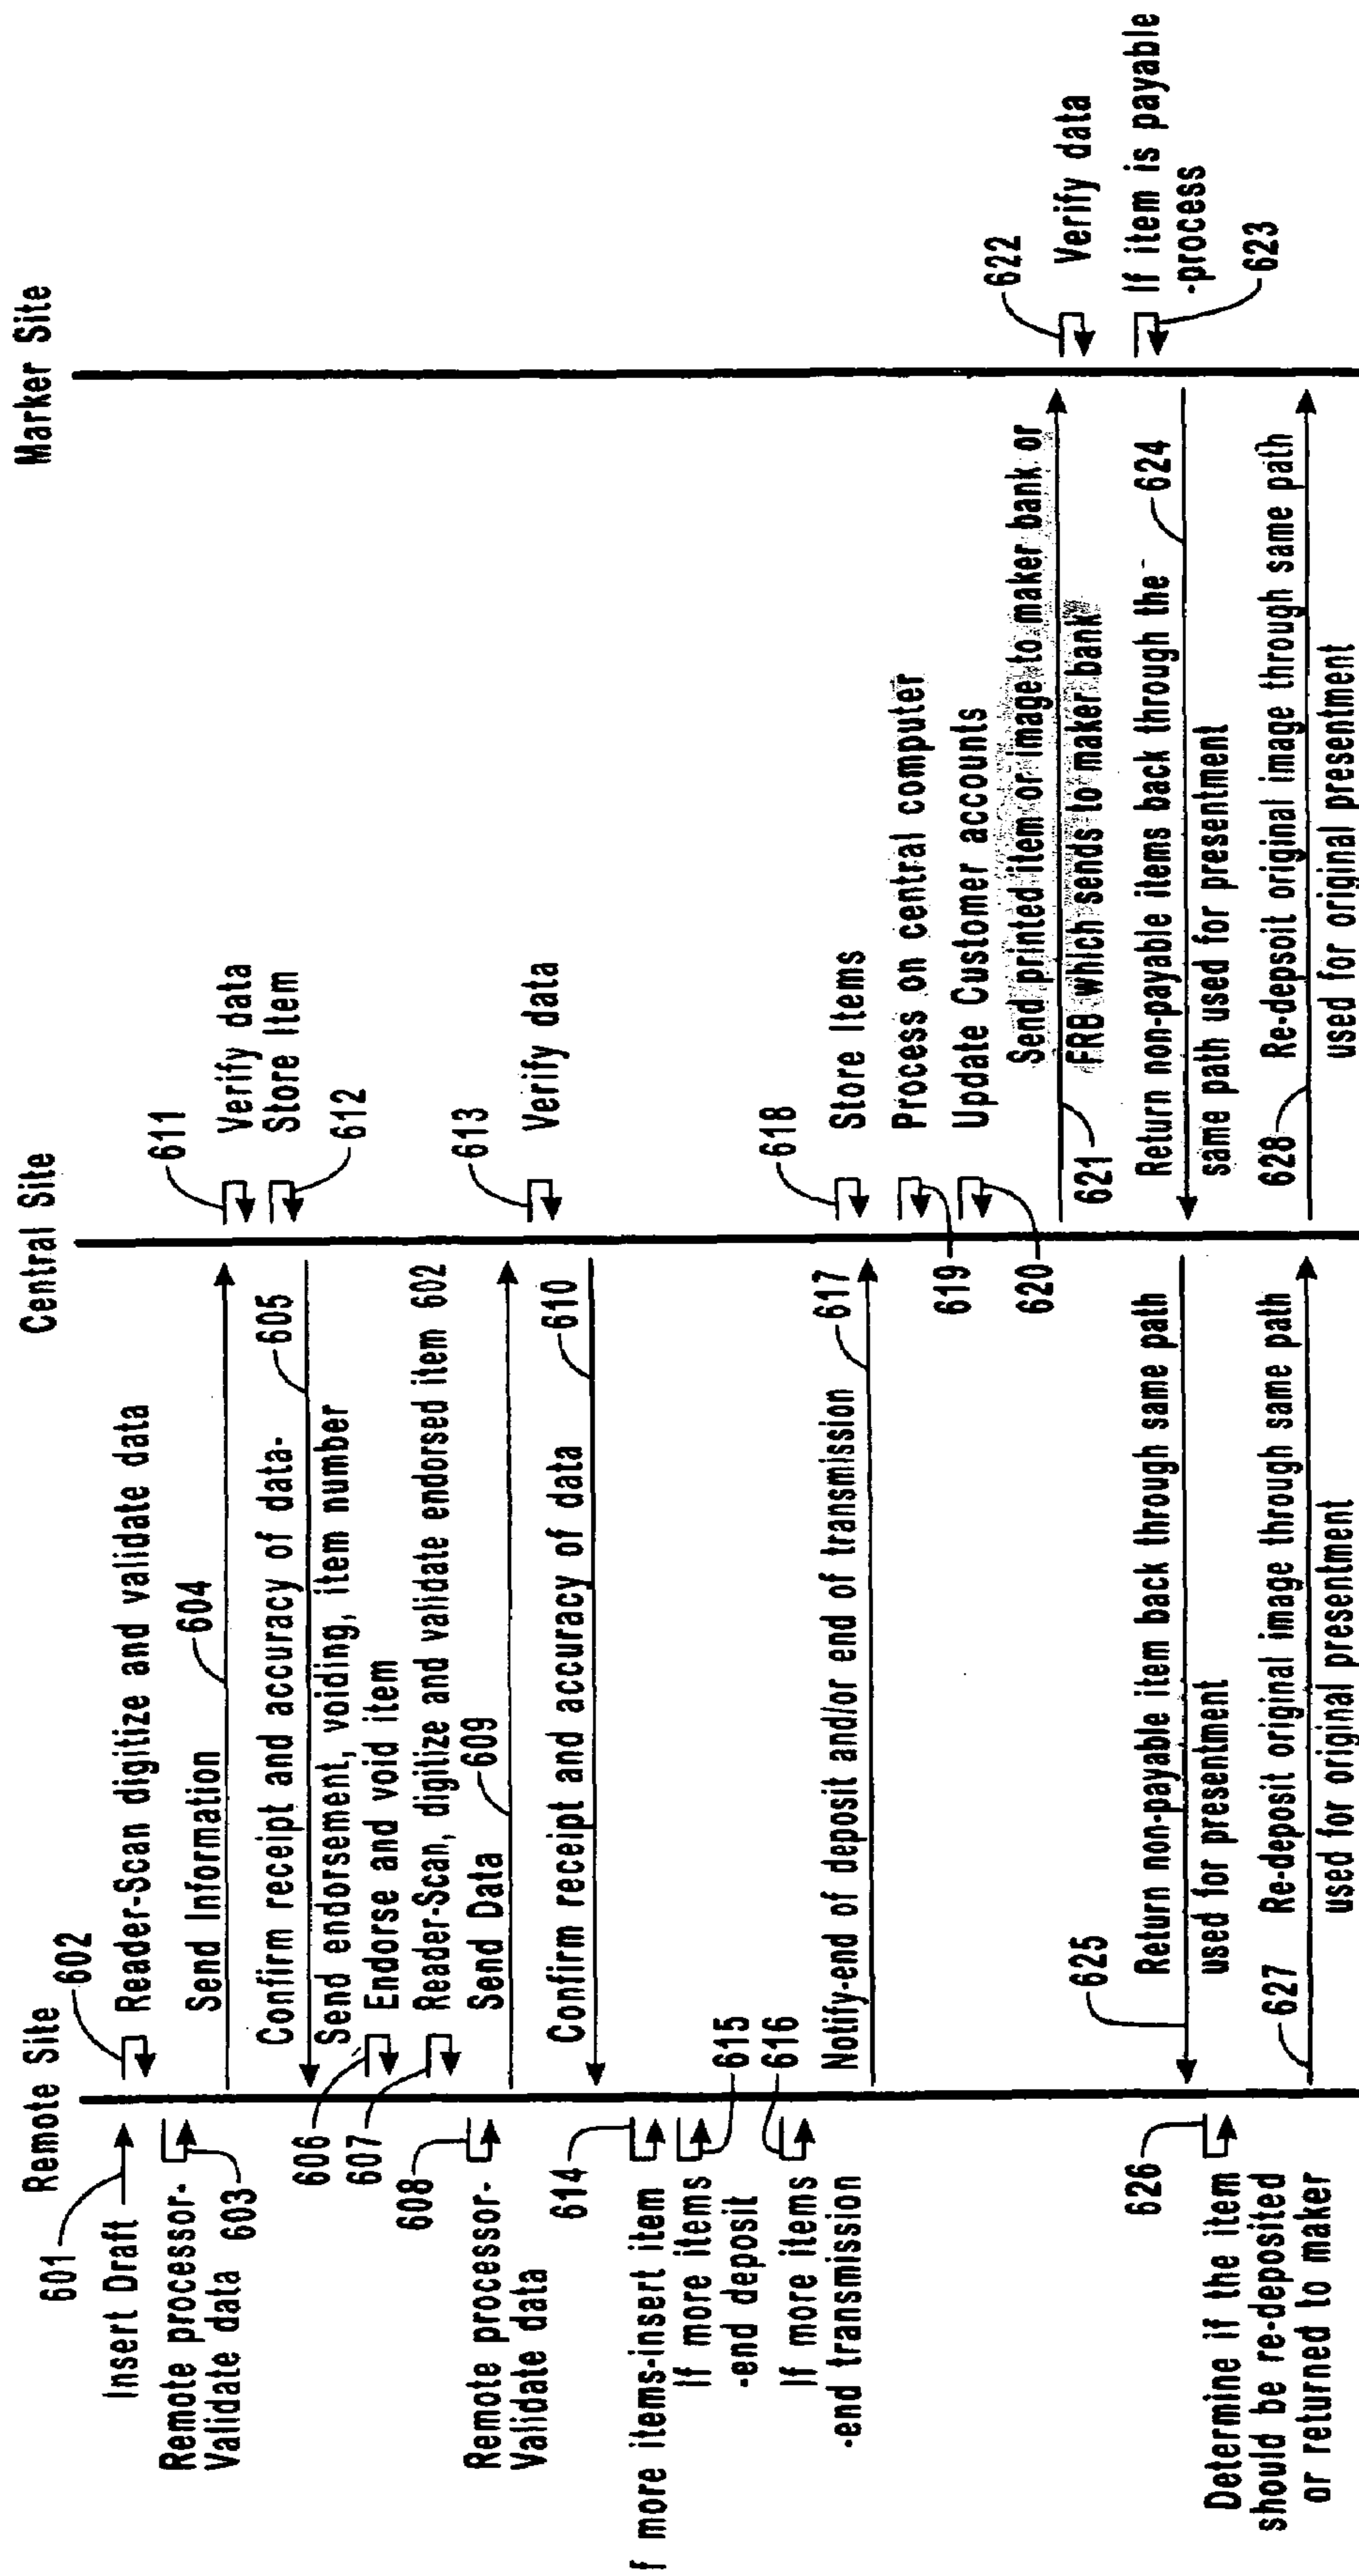 Remote Site
Central Site
Marker Site
601
Insert Draft
602
Reader-Scan digitize and validate data
Remote processor-
Validate data 603
Send Information
604
611
Verify data
Store Item
612
Confirm receipt and accuracy of data-
605
Send endorsement, voiding, item number
606
Endorse and void item
607
Reader-Scan, digitize and validate endorsed item 602
608
Remote processor-
Validate data
Send Data
609
613
Verify data
Confirm receipt and accuracy of data
610
614
f more items-insert item
If more items
-end deposit
615
616
If more items
-end transmission
Notify-end of deposit and/or end of transmission
617
618
Store Items
Process on central computer
619
Update Customer accounts
620
Send printed item or image to maker bank or
FRB which sends to maker bank
621
622
Verify data
If item is payable
-process
623
Return non-payable items back through the
same path used for presentment
624
625
Return non-payable item back through same path
used for presentment
626
Determine if the item
should be re-deposited
or returned to maker
627
Re-deposit original image through same path
used for original presentment
628
Re-depsoit original image through same path
used for original presentment